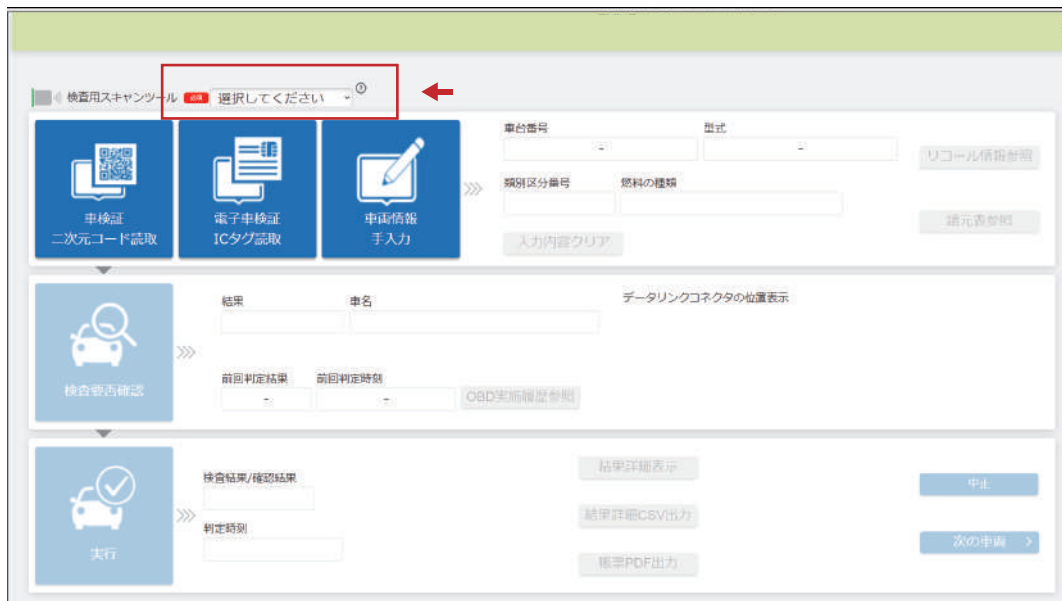 検査用スキャンツール 必須 選択してください
車検証
二次元コード読取
電子車検証
ICタグ読取
車両情報
手入力
車台番号
型式
-
-
リコール情報参照
類別区分番号
燃料の種類
諸元表参照
入力内容クリア
検査要否確認
結果
車名
データリンクコネクタの位置表示
前回判定結果
前回判定時刻
-
-
OBD実施履歴参照
実行
検査結果/確認結果
判定時刻
結果詳細表示
結果詳細CSV出力
帳票PDF出力
中止
次の車両 >